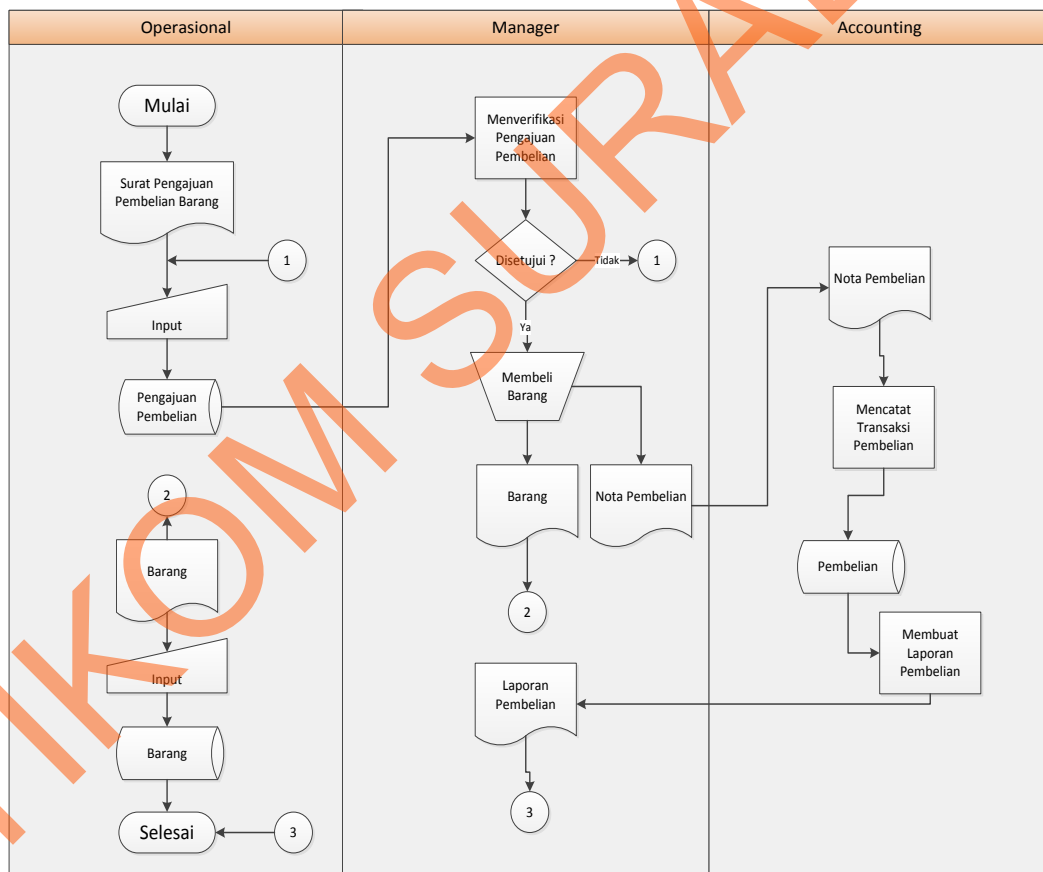 Operasional
Manager
Accounting
Mulai
Surat Pengajuan
Pembelian Barang
1
Input
Pengajuan
Pembelian
2
Barang
Input
Barang
Selesai
3
Menverifikasi
Pengajuan
Pembelian
Disetujui ?
Tidak
1
Ya
Membeli
Barang
Barang
Nota Pembelian
2
Laporan
Pembelian
3
Nota Pembelian
Mencatat
Transaksi
Pembelian
Pembelian
Membuat
Laporan
Pembelian
IKOM SURA